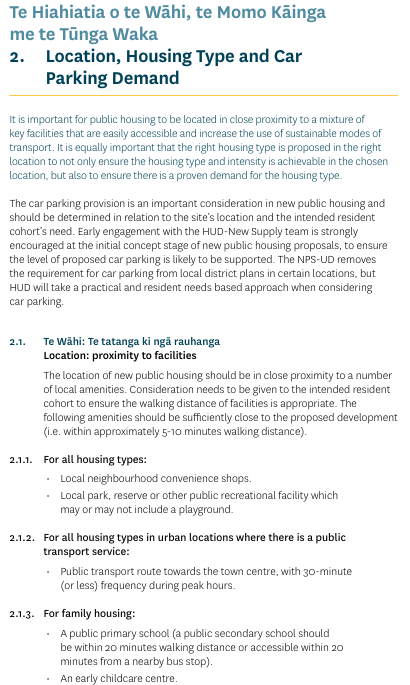 Te Hiahiatia o te Wāhi, te Momo Kāinga
me te Tūnga Waka
2. Location, Housing Type and Car
Parking Demand
It is important for public housing to be located in close proximity to a mixture of
key facilities that are easily accessible and increase the use of sustainable modes of
transport. It is equally important that the right housing type is proposed in the right
location to not only ensure the housing type and intensity is achievable in the chosen
location, but also to ensure there is a proven demand for the housing type.
The car parking provision is an important consideration in new public housing and
should be determined in relation to the site's location and the intended resident
cohort's need. Early engagement with the HUD-New Supply team is strongly
encouraged at the initial concept stage of new public housing proposals, to ensure
the level of proposed car parking is likely to be supported. The NPS-UD removes
the requirement for car parking from local district plans in certain locations, but
HUD will take a practical and resident needs based approach when considering
car parking.
2.1. Te Wāhi: Te tatanga ki ngā rauhanga
Location: proximity to facilities
The location of new public housing should be in close proximity to a number
of local amenities. Consideration needs to be given to the intended resident
cohort to ensure the walking distance of facilities is appropriate. The
following amenities should be sufficiently close to the proposed development
(i.e. within approximately 5-10 minutes walking distance).
2.1.1. For all housing types:
• Local neighbourhood convenience shops.
• Local park, reserve or other public recreational facility which
may or may not include a playground.
2.1.2. For all housing types in urban locations where there is a public
transport service:
• Public transport route towards the town centre, with 30-minute
(or less) frequency during peak hours.
2.1.3. For family housing:
• A public primary school (a public secondary school should
be within 20 minutes walking distance or accessible within 20
minutes from a nearby bus stop).
• An early childcare centre.